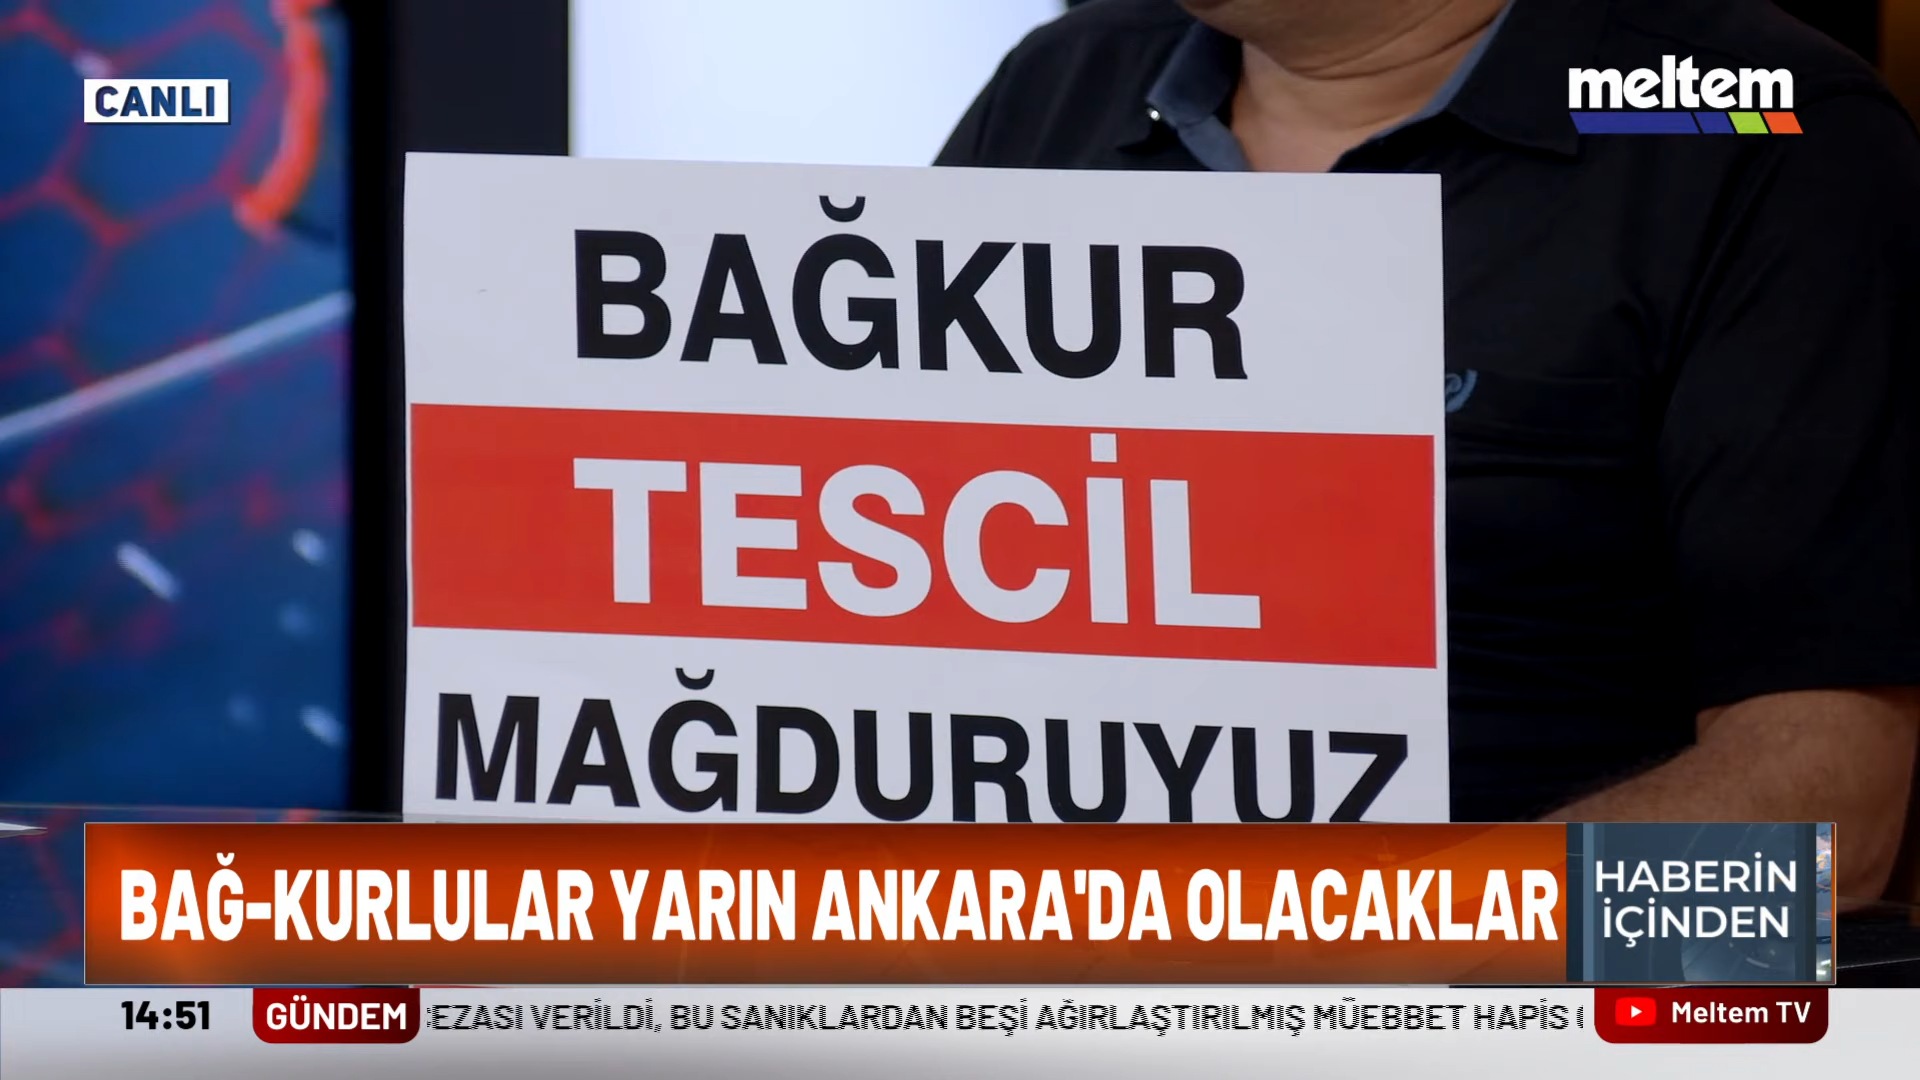 CANLI
meltem
BAĞKUR
TESCİL
MAĞDURUYUZ
BAĞ-KURLULAR YARIN ANKARA'DA OLACAKLAR
HABERİN
İÇİNDEN
14:51
GÜNDEM
CEZASI VERİLDİ, BU SANIKLARDAN BEŞİ AĞIRLAŞTIRILMIŞ MÜEBBET HAPİS
Meltem TV